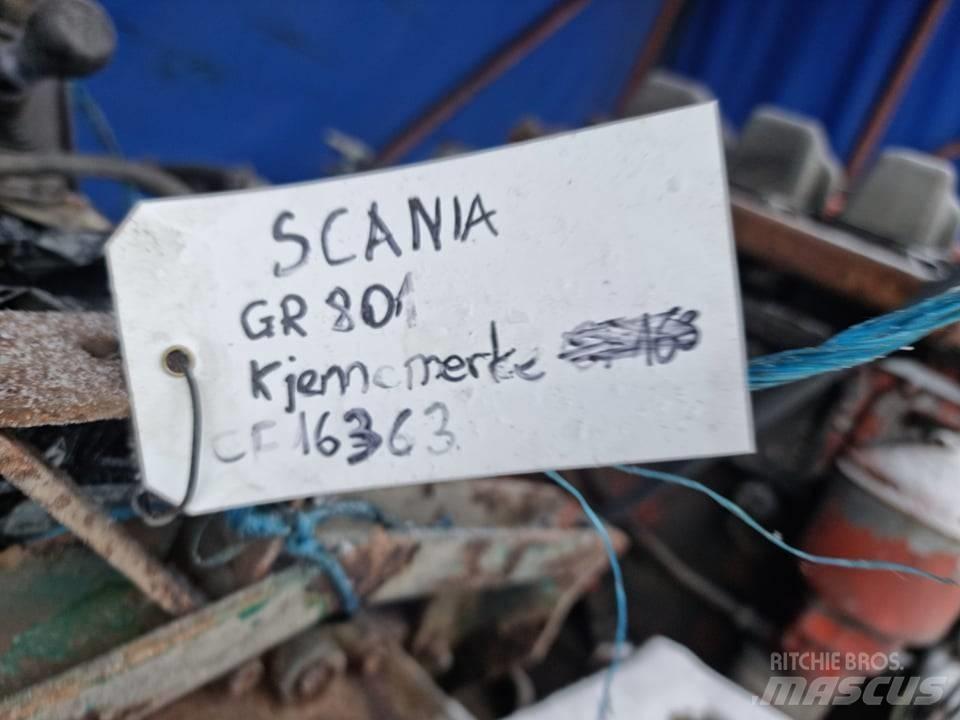 SCANIA
GR 801
Kjennemerke
CF 16363
RITCHIE BROS.
MASCUS